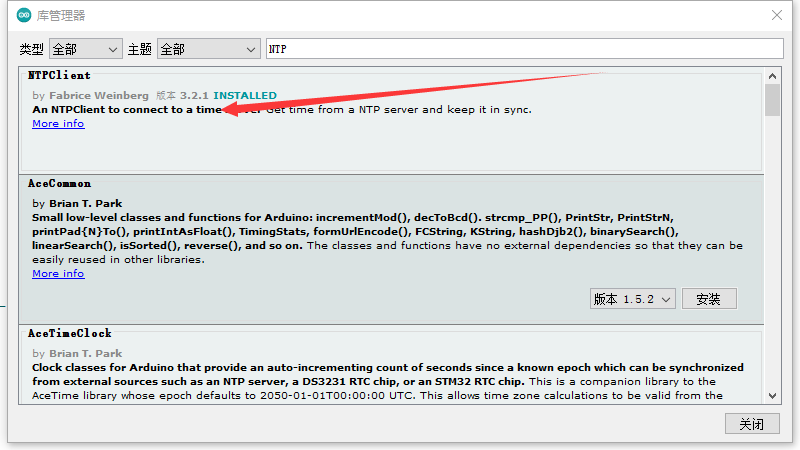 库管理器
类型 全部 主题 全部 NTP
NTPClient
by Fabrice Weinberg 版本 3.2.1 INSTALLED
An NTPClient to connect to a time Get time from a NTP server and keep it in sync.
More info
AceCommon
by Brian T. Park
Small low-level classes and functions for Arduino: incrementMod(), decToBcd(). strcmp_PP(), PrintStr, PrintStrN,
printPad{N}To(), printIntAsFloat(), TimingStats, formUrlEncode(), FCString, KString, hashDjb2(), binarySearch(),
linearSearch(), isSorted(), reverse(), and so on. The classes and functions have no external dependencies so that they can be
easily reused in other libraries.
More info
版本 1.5.2 安装
AceTimeClock
by Brian T. Park
Clock classes for Arduino that provide an auto-incrementing count of seconds since a known epoch which can be synchronized
from external sources such as an NTP server, a DS3231 RTC chip, or an STM32 RTC chip. This is a companion library to the
AceTime library whose epoch defaults to 2050-01-01T00:00:00 UTC. This allows time zone calculations to be valid from the
关闭